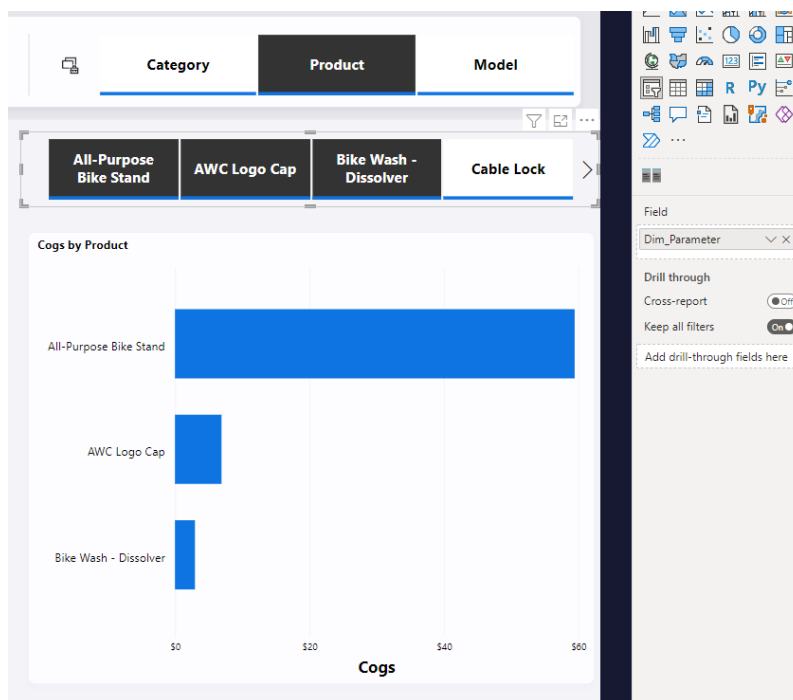 Category
Product
Model
All-Purpose
Bike Stand
AWC Logo Cap
Bike Wash -
Dissolver
Cable Lock
Cogs by Product
All-Purpose Bike Stand
AWC Logo Cap
Bike Wash - Dissolver
$0
$20
$40
$60
Cogs
123
R
Py
...
Field
Dim_Parameter
Drill through
Cross-report
Off
Keep all filters
On
Add drill-through fields here